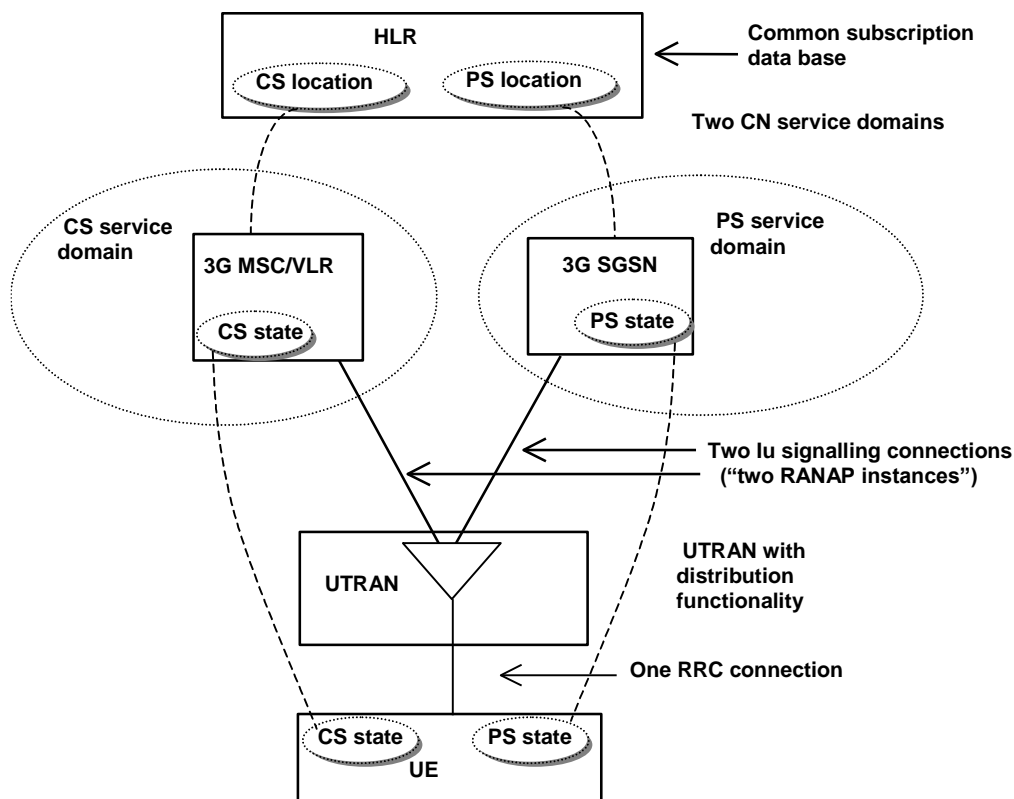 HLR
Common subscription
data base
CS location
PS location
Two CN service domains
CS service
domain
PS service
domain
3G MSC/VLR
3G SGSN
CS state
PS state
Two Iu signalling connections
(“two RANAP instances”)
UTRAN
UTRAN with
distribution
functionality
One RRC connection
CS state
PS state
UE